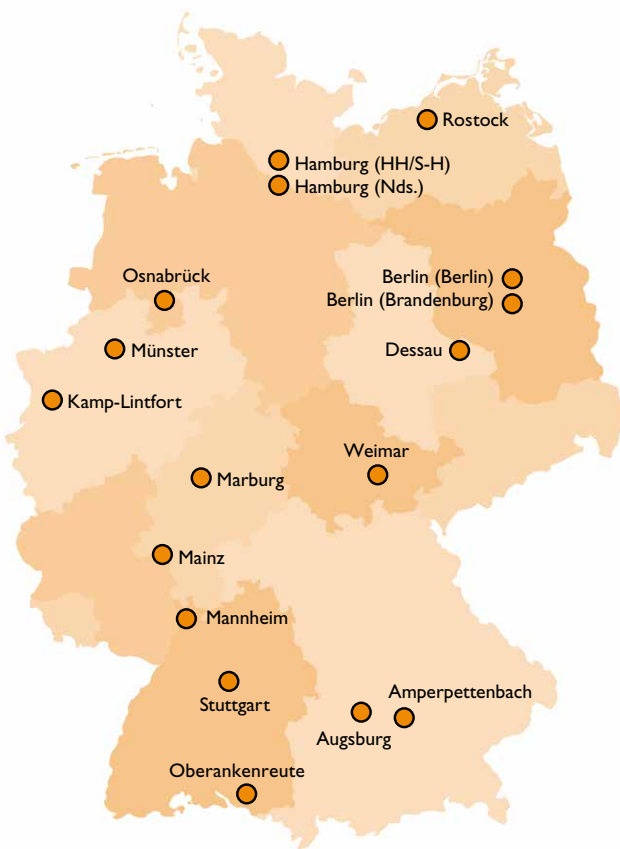 Rostock
Hamburg (HH/S-H)
Hamburg (Nds.)
Osnabrück
Berlin (Berlin)
Berlin (Brandenburg)
Münster
Dessau
Kamp-Lintfort
Weimar
Marburg
Mainz
Mannheim
Stuttgart
Amperpettenbach
Augsburg
Oberankenreute